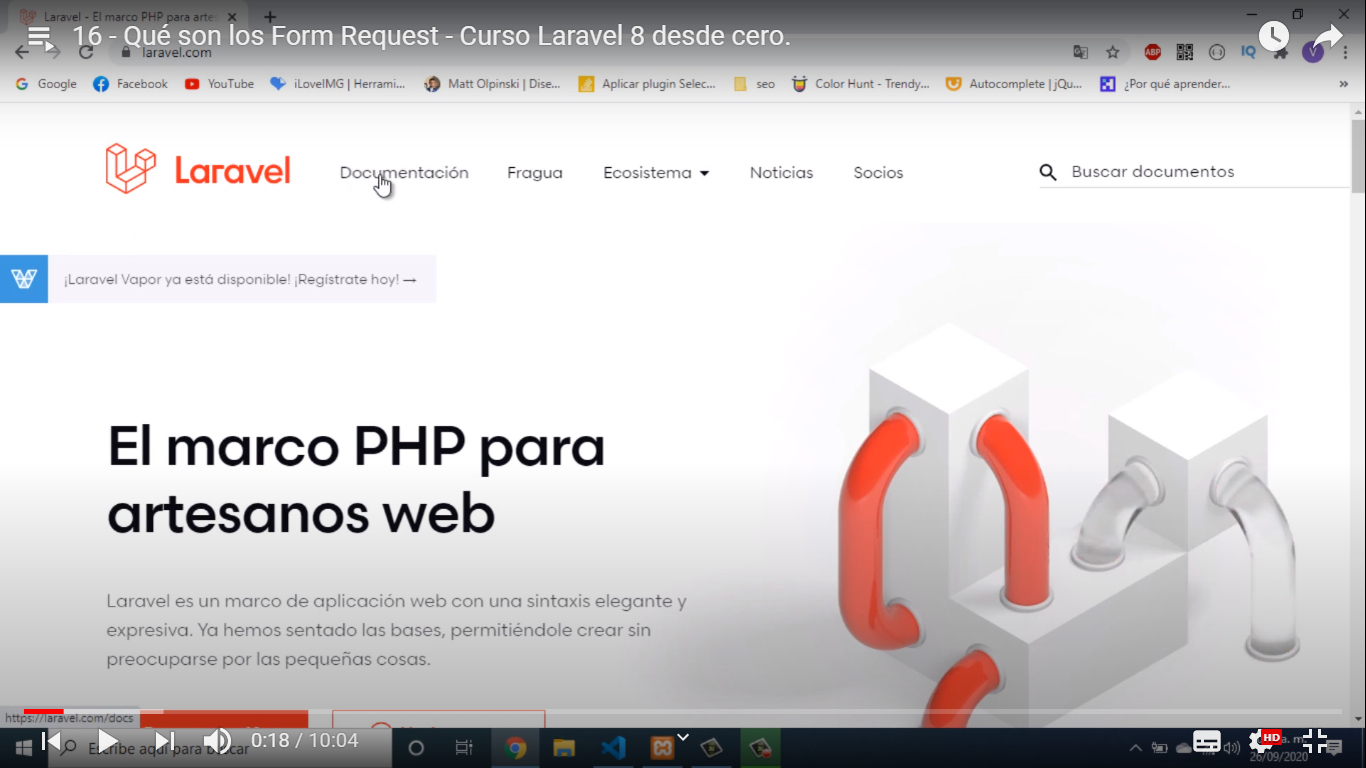 Laravel - El marco PHP para artes
16 - Qué son los Form Request - Curso Laravel 8 desde cero.
laravel.com
ABP
IQ
V
Google
Facebook
YouTube
iLoveIMG | Herrami...
Matt Olpinski | Dise...
Aplicar plugin Selec...
seo
Color Hunt - Trendy...
Autocomplete | jQu...
¿Por qué aprender...
»
Laravel
Documentación
Fragua
Ecosistema
Noticias
Socios
Buscar documentos
¡Laravel Vapor ya está disponible! ¡Regístrate hoy! →
El marco PHP para
artesanos web
Laravel es un marco de aplicación web con una sintaxis elegante y
expresiva. Ya hemos sentado las bases, permitiéndole crear sin
preocuparse por las pequeñas cosas.
https://laravel.com/docs
Escribe aquí para buscar
0:18 / 10:04
HD
a. m.
26/09/2020